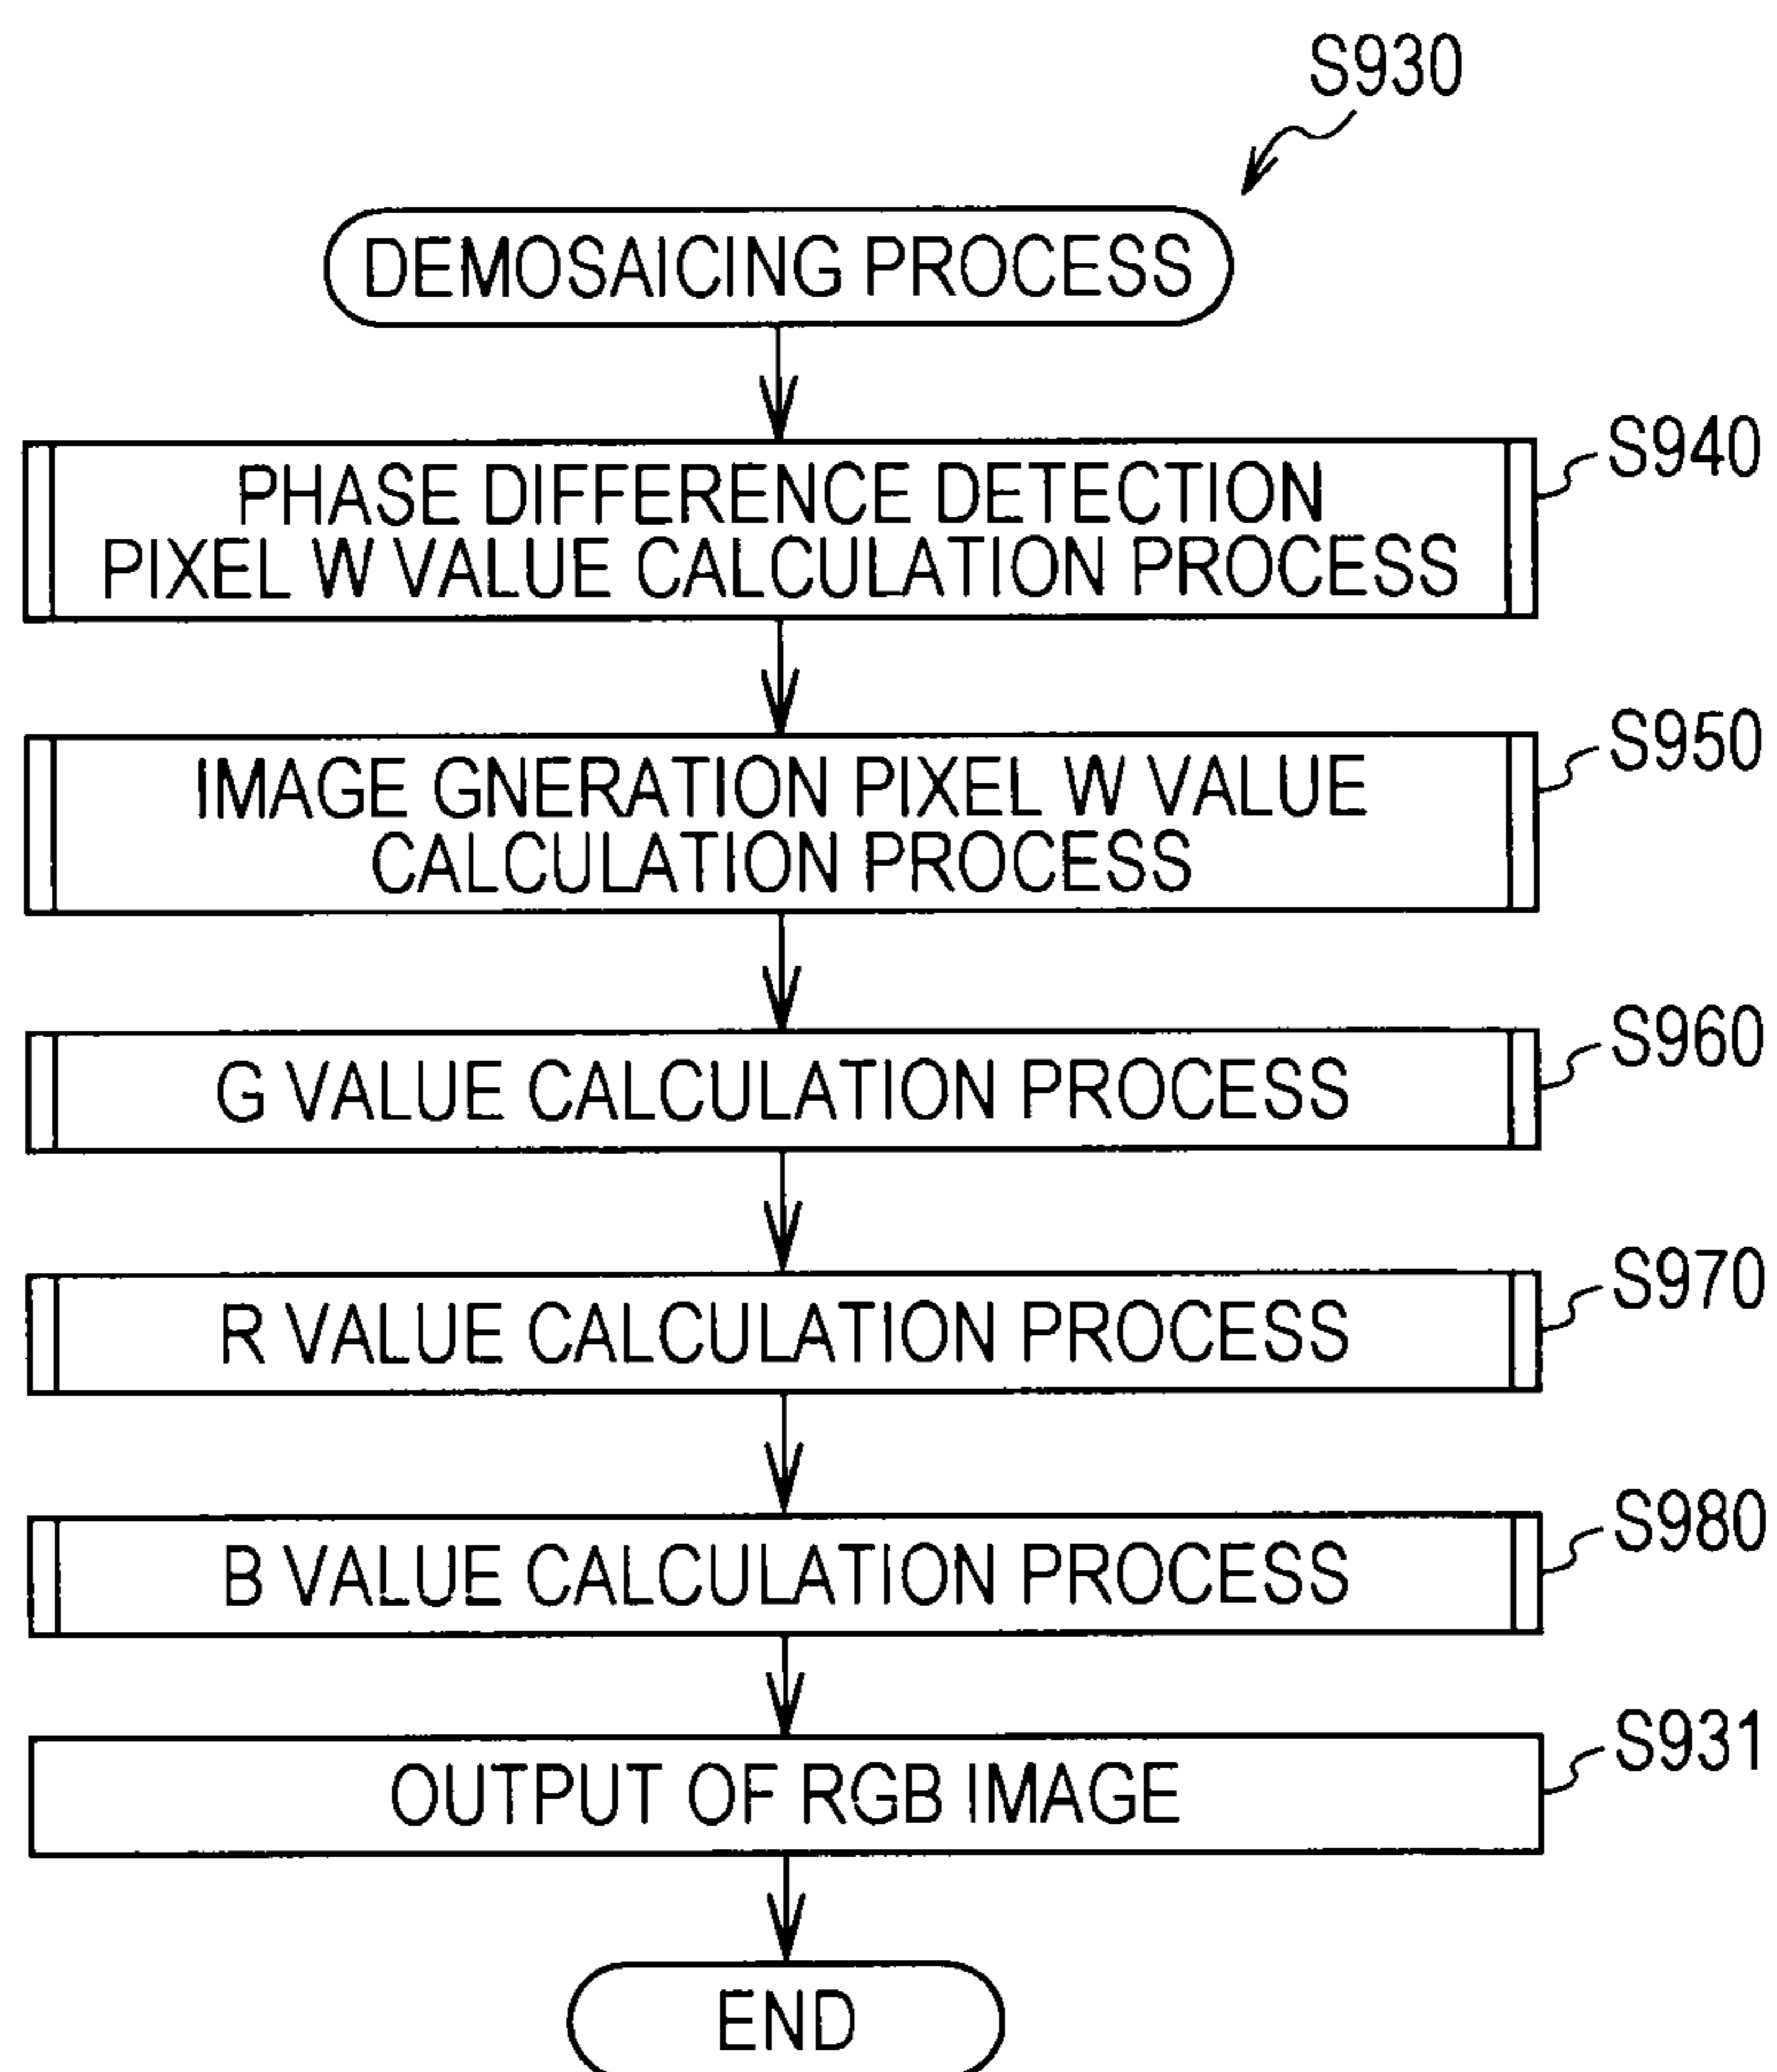 S930
DEMOSAICING PROCESS
S940
PHASE DIFFERENCE DETECTION
PIXEL W VALUE CALCULATION PROCESS
S950
IMAGE GNERATION PIXEL W VALUE
CALCULATION PROCESS
S960
G VALUE CALCULATION PROCESS
S970
R VALUE CALCULATION PROCESS
S980
B VALUE CALCULATION PROCESS
S931
OUTPUT OF RGB IMAGE
END